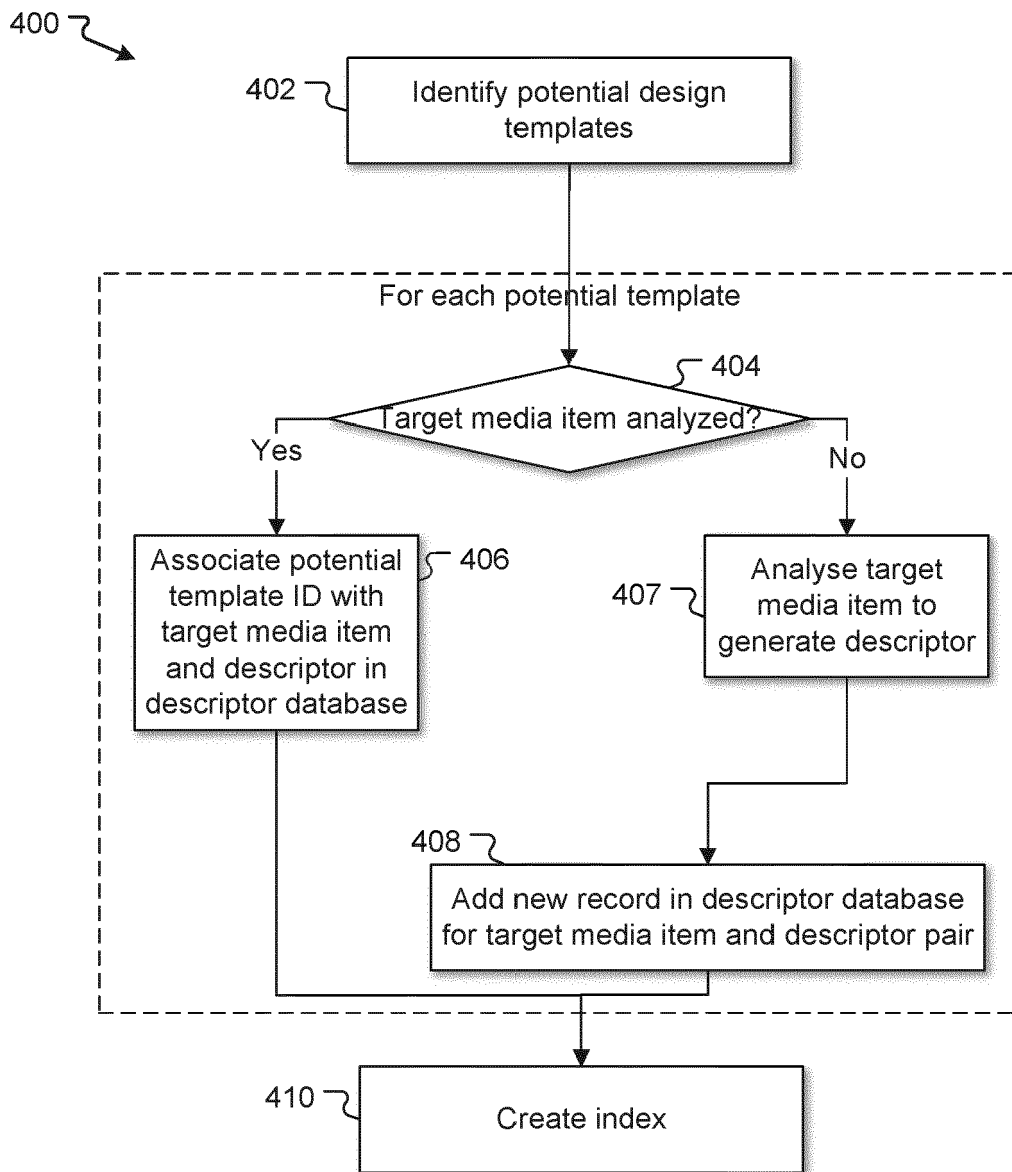 400
402
Identify potential design
templates
For each potential template
404
Target media item analyzed?
Yes
No
Associate potential
template ID with
target media item
and descriptor in
descriptor database
406
407
Analyse target
media item to
generate descriptor
408
Add new record in descriptor database
for target media item and descriptor pair
410
Create index